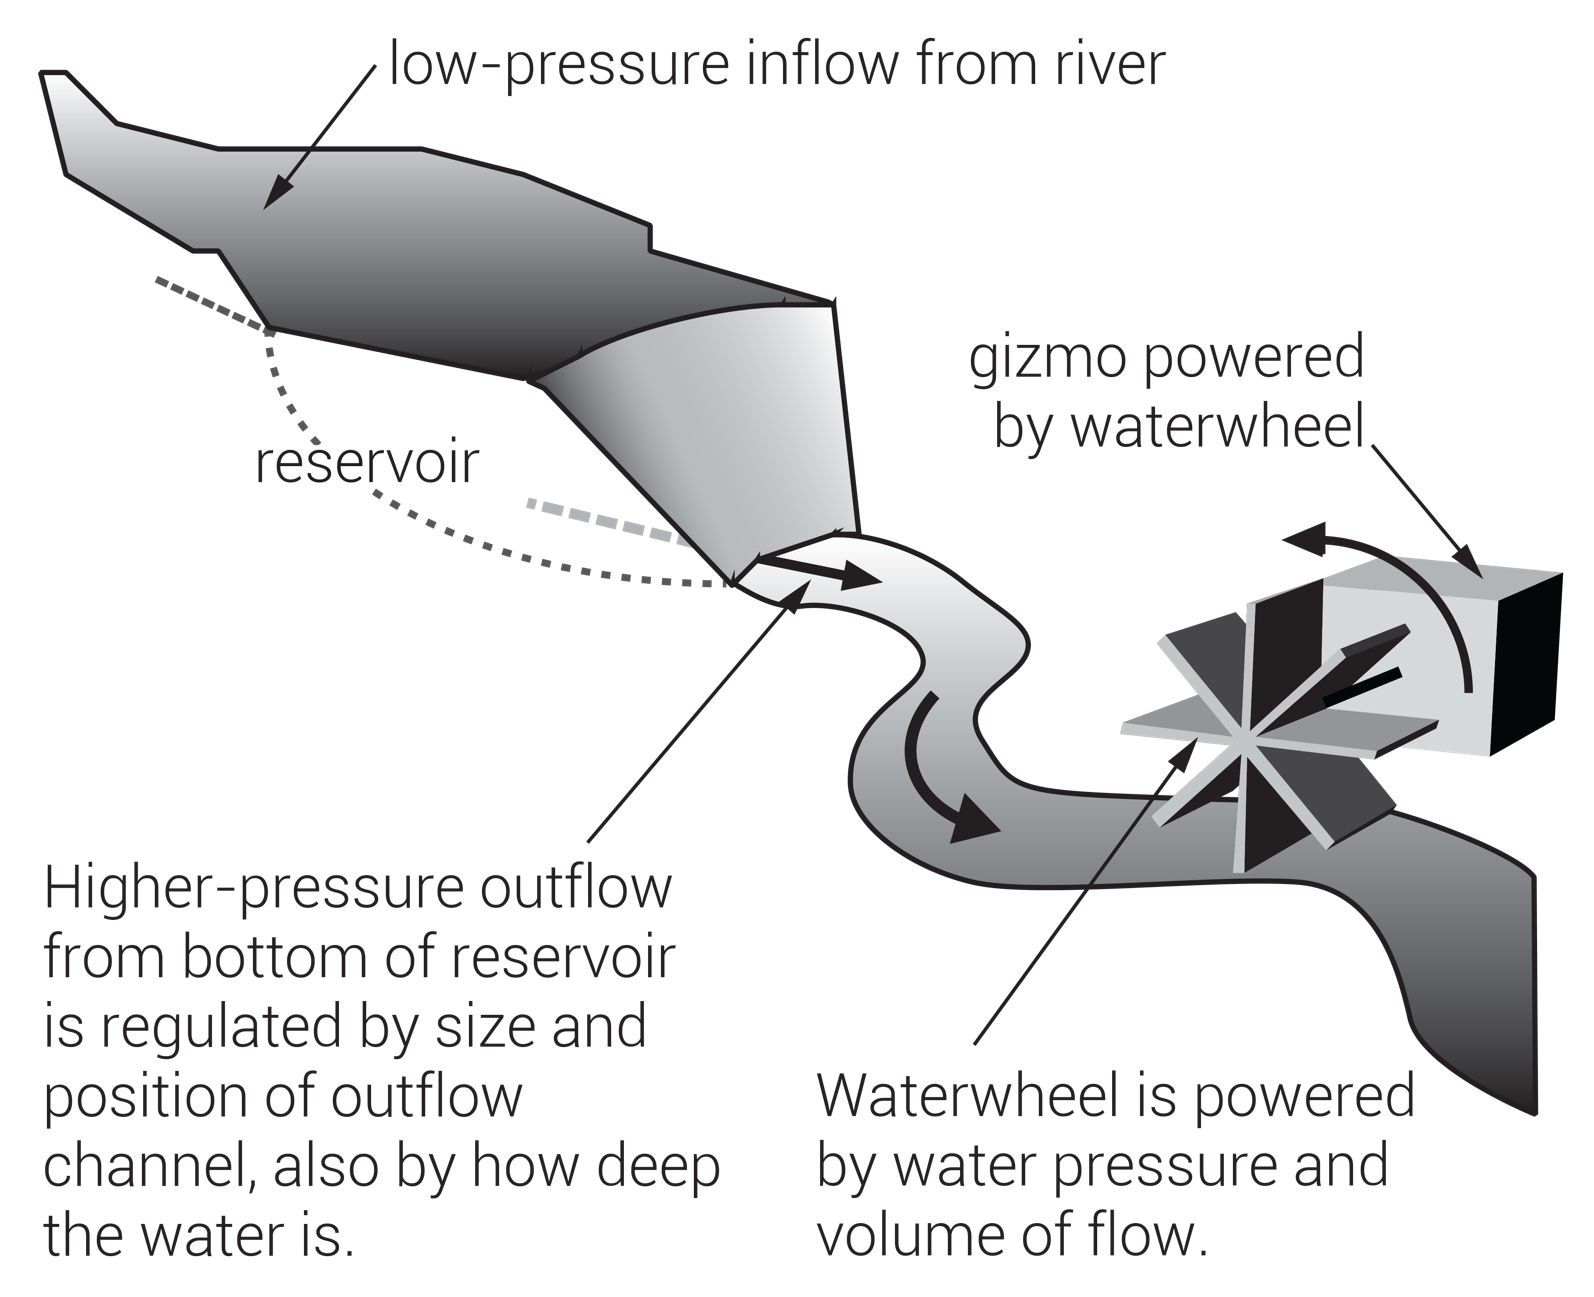 low-pressure inflow from river
gizmo powered
by waterwheel
reservoir
Higher-pressure outflow
from bottom of reservoir
is regulated by size and
position of outflow
channel, also by how deep
the water is.
Waterwheel is powered
by water pressure and
volume of flow.